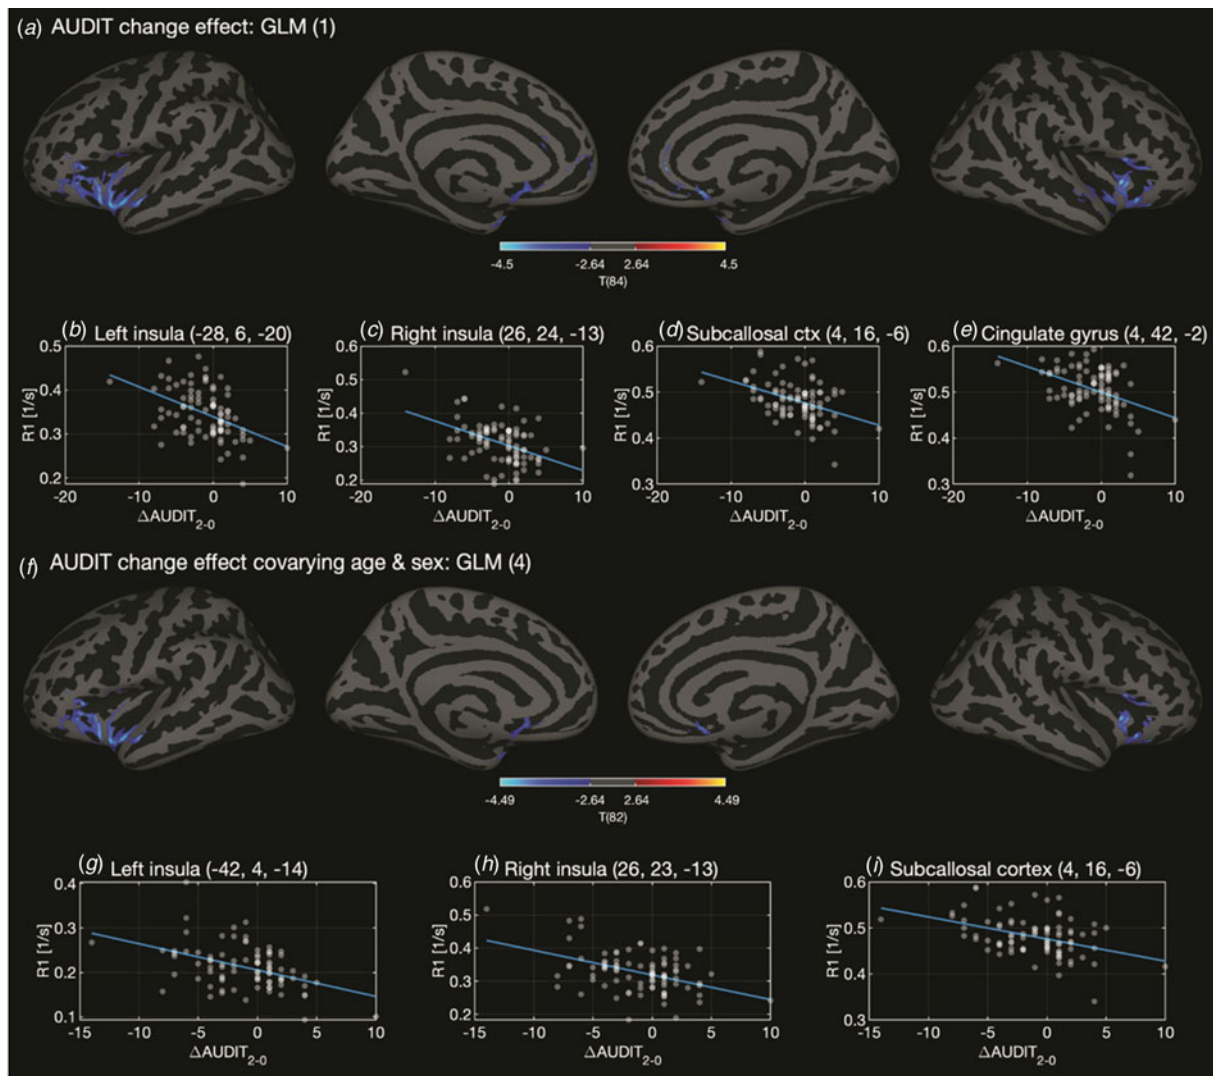 (a) AUDIT change effect: GLM (1)
-4.5 -2.64 2.64 4.5
T(84)
(b) Left insula (-28, 6, -20)
0.5
0.4
0.3
0.2
R1 [1/s]
-20 -10 0 10
ΔAUDIT2-0
(c) Right insula (26, 24, -13)
0.6
0.5
0.4
0.3
0.2
R1 [1/s]
-20 -10 0 10
ΔAUDIT2-0
(d) Subcallosal ctx (4, 16, -6)
0.6
0.5
0.4
0.3
R1 [1/s]
-20 -10 0 10
ΔAUDIT2-0
(e) Cingulate gyrus (4, 42, -2)
0.6
0.5
0.4
0.3
R1 [1/s]
-20 -10 0 10
ΔAUDIT2-0
(f) AUDIT change effect covarying age & sex: GLM (4)
-4.49 -2.64 2.64 4.49
T(82)
(g) Left insula (-42, 4, -14)
0.4
0.3
0.2
0.1
R1 [1/s]
-15 -10 -5 0 5 10
ΔAUDIT2-0
(h) Right insula (26, 23, -13)
0.6
0.5
0.4
0.3
0.2
R1 [1/s]
-15 -10 -5 0 5 10
ΔAUDIT2-0
(i) Subcallosal cortex (4, 16, -6)
0.6
0.5
0.4
0.3
R1 [1/s]
-15 -10 -5 0 5 10
ΔAUDIT2-0